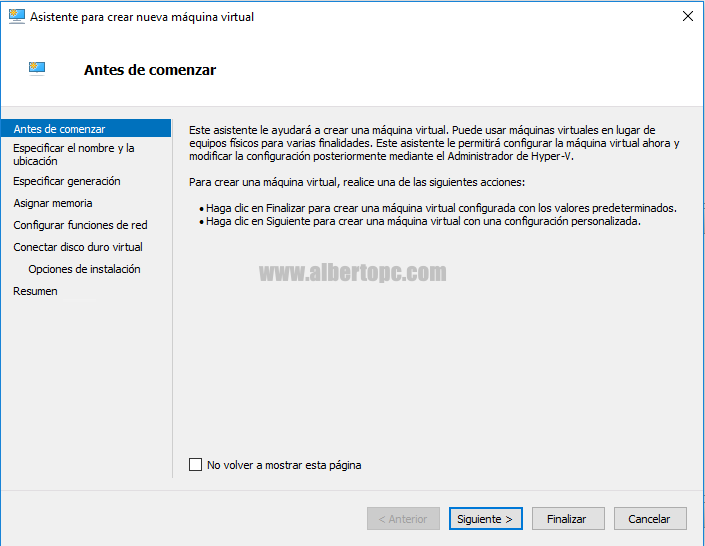 Asistente para crear nueva máquina virtual
Antes de comenzar
Antes de comenzar
Especificar el nombre y la
ubicación
Especificar generación
Asignar memoria
Configurar funciones de red
Conectar disco duro virtual
Opciones de instalación
Resumen
Este asistente le ayudará a crear una máquina virtual. Puede usar máquinas virtuales en lugar de
equipos físicos para varias finalidades. Este asistente le permitirá configurar la máquina virtual ahora y
modificar la configuración posteriormente mediante el Administrador de Hyper-V.
Para crear una máquina virtual, realice una de las siguientes acciones:
• Haga clic en Finalizar para crear una máquina virtual configurada con los valores predeterminados.
• Haga clic en Siguiente para crear una máquina virtual con una configuración personalizada.
www.albertopc.com
No volver a mostrar esta página
< Anterior
Siguiente >
Finalizar
Cancelar